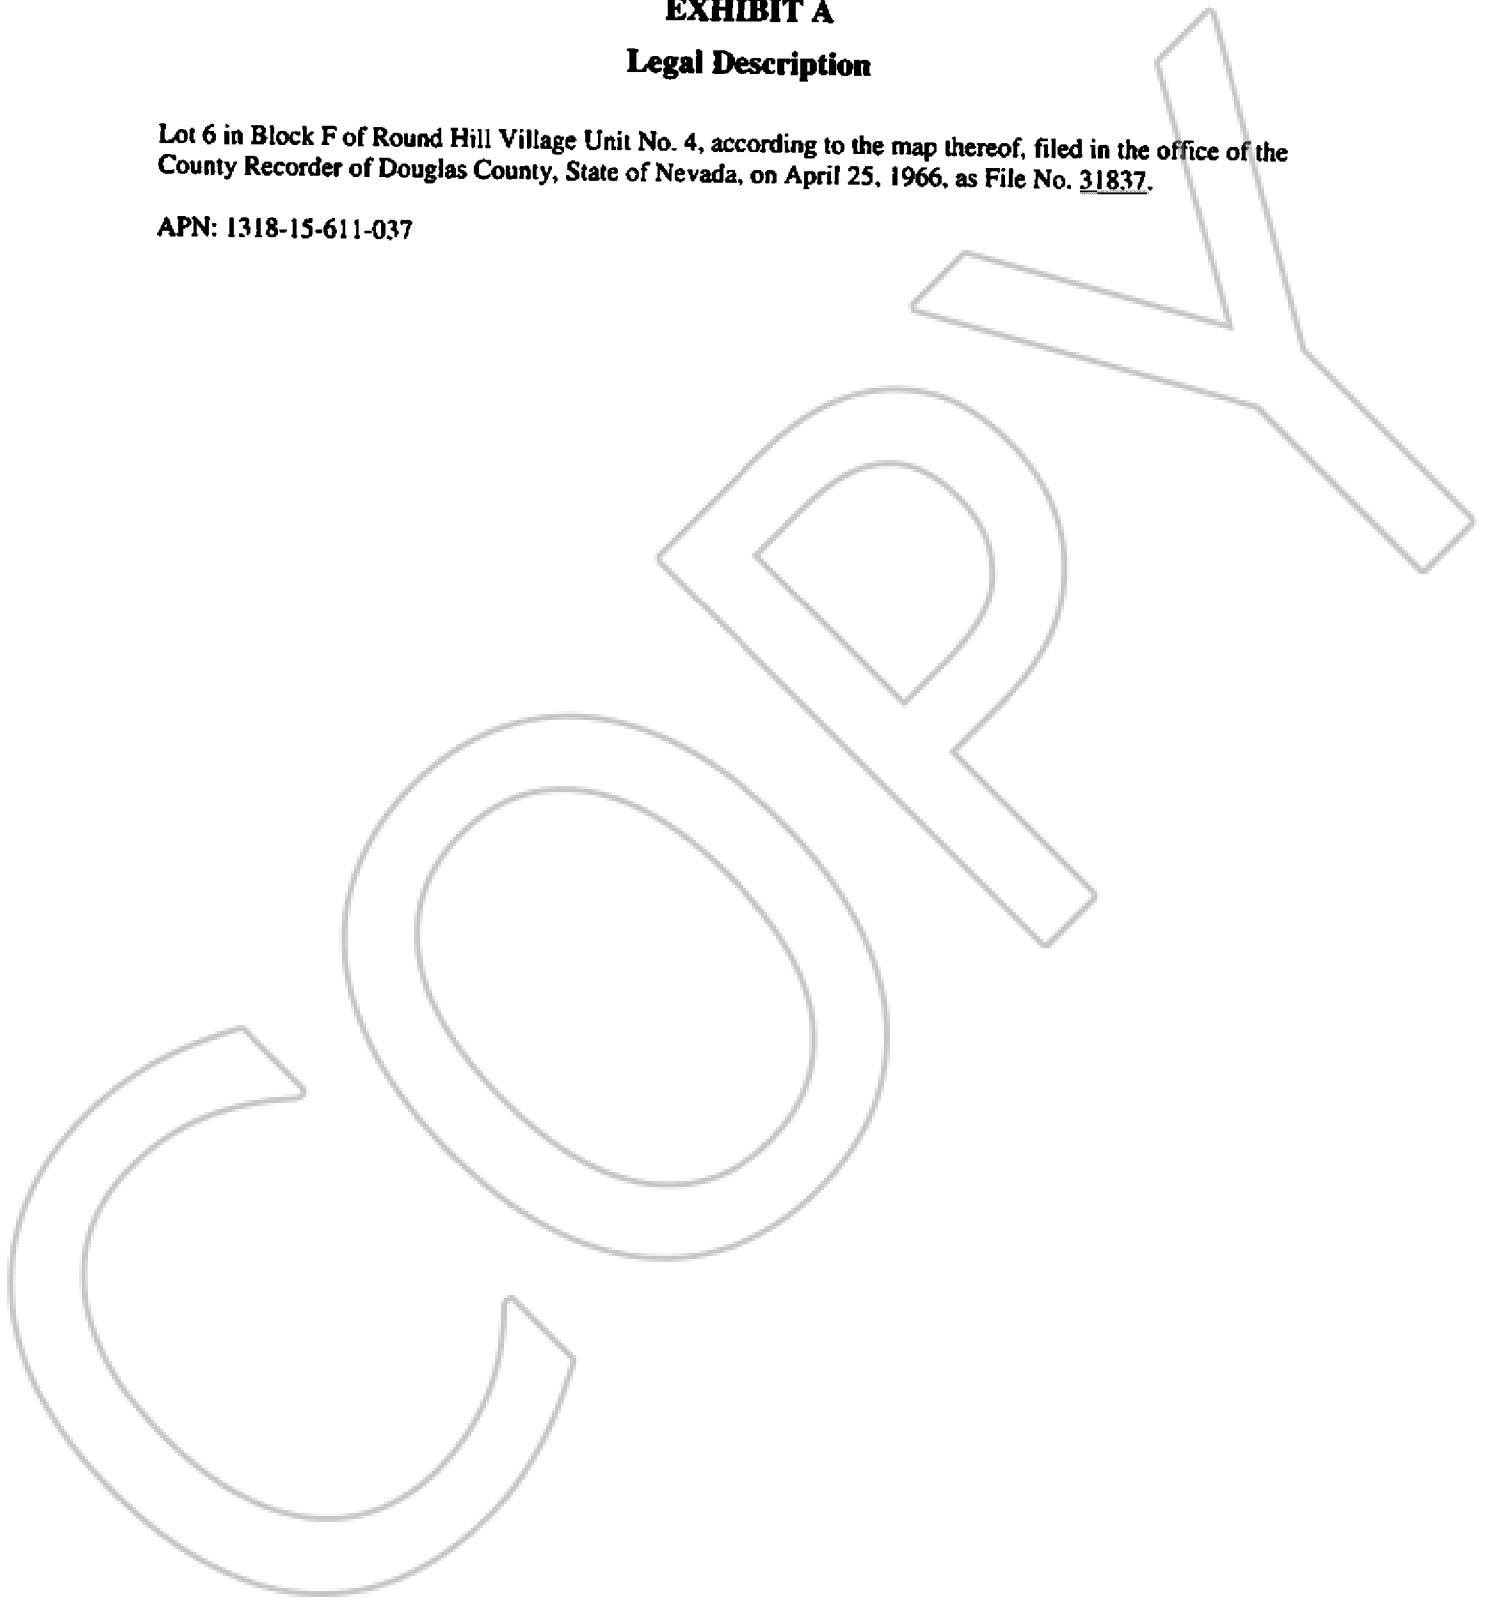 EXHIBIT A
Legal Description
Lot 6 in Block F of Round Hill Village Unit No. 4, according to the map thereof, filed in the office of the
County Recorder of Douglas County, State of Nevada, on April 25, 1966, as File No. 31837.
APN: 1318-15-611-037
COPY